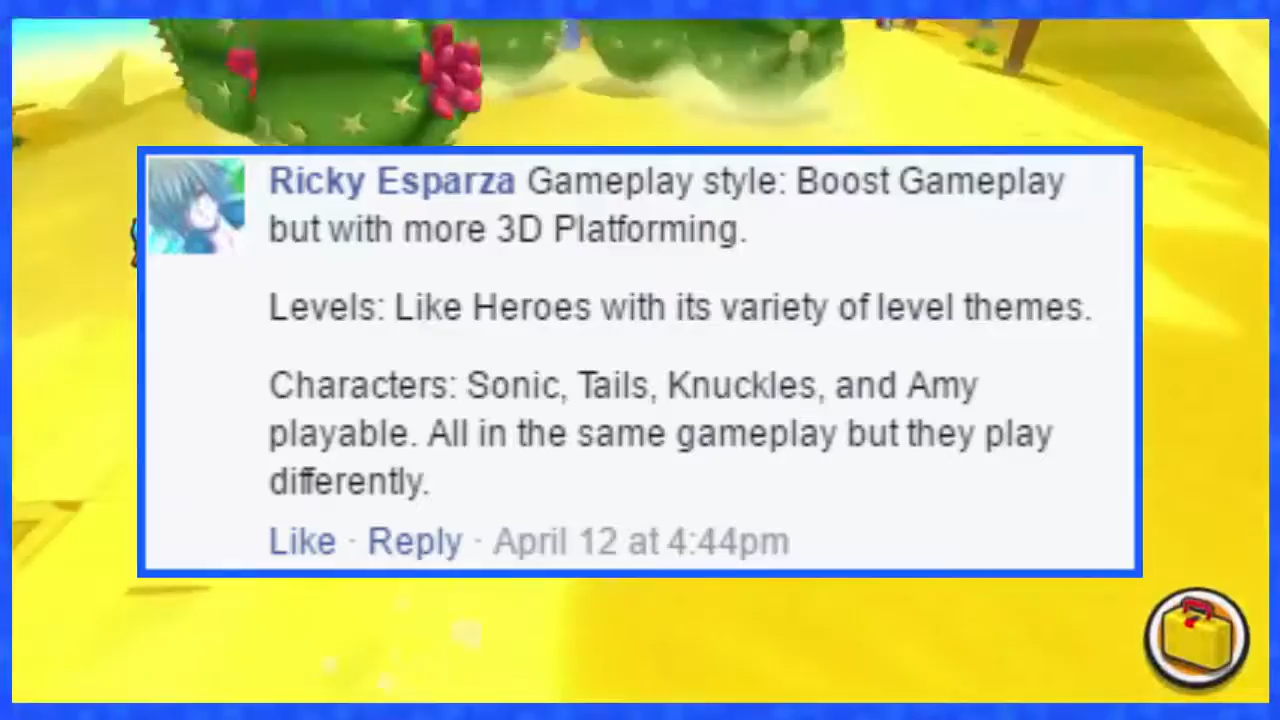 Ricky Esparza Gameplay style: Boost Gameplay
but with more 3D Platforming.
Levels: Like Heroes with its variety of level themes.
Characters: Sonic, Tails, Knuckles, and Amy
playable. All in the same gameplay but they play
differently.
Like · Reply · April 12 at 4:44pm